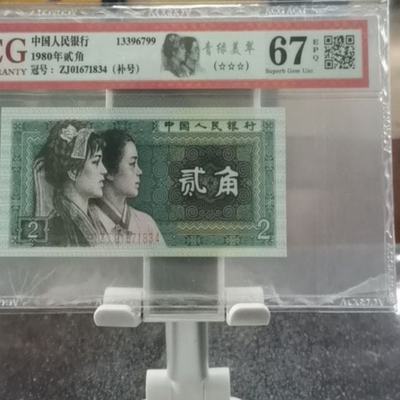 CG 中国人民银行 13396799 青绿美翠 67 EPQ
RANTY 1980年贰角 (☆☆☆) Superb Gem Unc
冠号：ZJ01671834 (补号)
中国人民银行
贰角
01671834
2 2